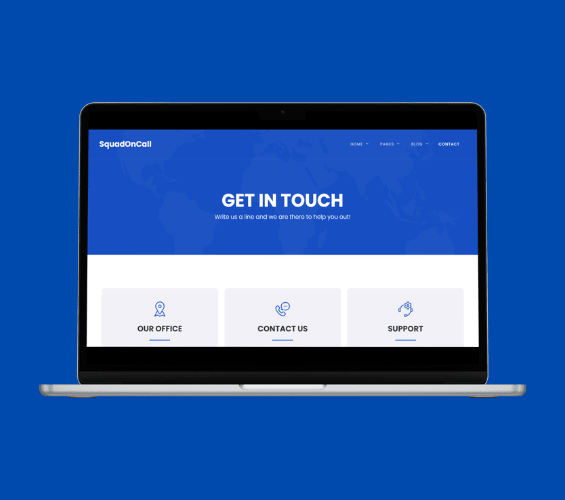 SquadOnCall
HOME PAGES BLOG CONTACT
GET IN TOUCH
Write us a line and we are there to help you out!
OUR OFFICE
CONTACT US
SUPPORT